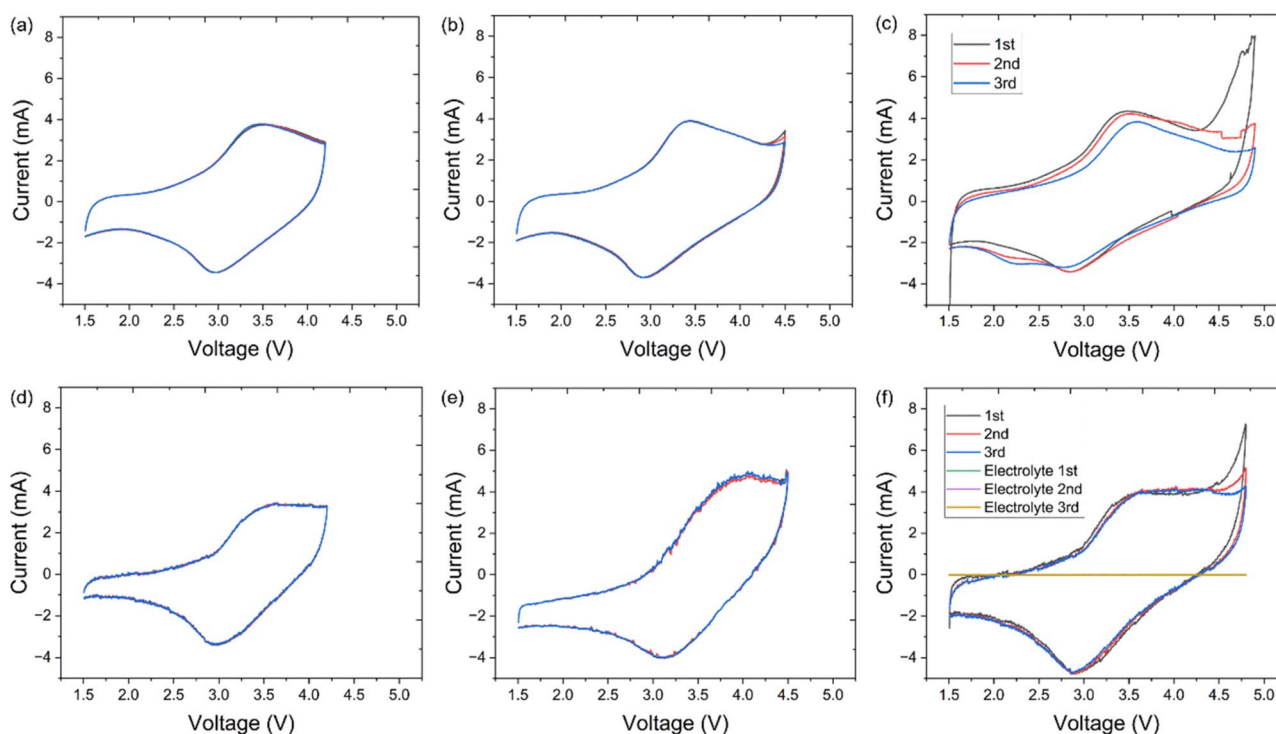 (a)
8
6
4
2
0
−2
−4
Current (mA)
1.5 2.0 2.5 3.0 3.5 4.0 4.5 5.0
Voltage (V)
(b)
8
6
4
2
0
−2
−4
Current (mA)
1.5 2.0 2.5 3.0 3.5 4.0 4.5 5.0
Voltage (V)
(c)
1st
2nd
3rd
8
6
4
2
0
−2
−4
Current (mA)
1.5 2.0 2.5 3.0 3.5 4.0 4.5 5.0
Voltage (V)
(d)
8
6
4
2
0
−2
−4
Current (mA)
1.5 2.0 2.5 3.0 3.5 4.0 4.5 5.0
Voltage (V)
(e)
8
6
4
2
0
−2
−4
Current (mA)
1.5 2.0 2.5 3.0 3.5 4.0 4.5 5.0
Voltage (V)
(f)
1st
2nd
3rd
Electrolyte 1st
Electrolyte 2nd
Electrolyte 3rd
8
6
4
2
0
−2
−4
Current (mA)
1.5 2.0 2.5 3.0 3.5 4.0 4.5 5.0
Voltage (V)